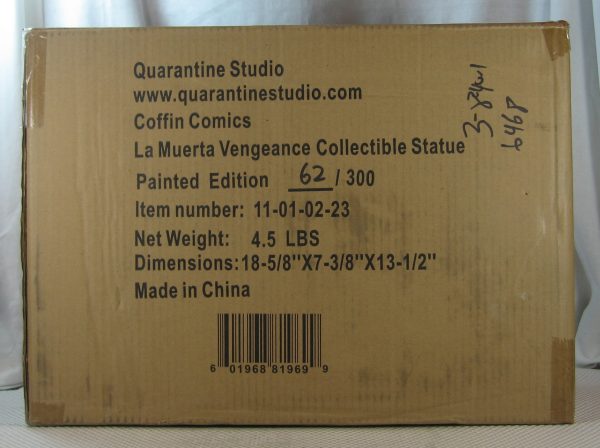 Quarantine Studio
www.quarantinestudio.com
Coffin Comics
La Muerta Vengeance Collectible Statue
Painted Edition 62 / 300
Item number: 11-01-02-23
Net Weight: 4.5 LBS
Dimensions:18-5/8"X7-3/8"X13-1/2"
Made in China
6 01968 81969 9
6468